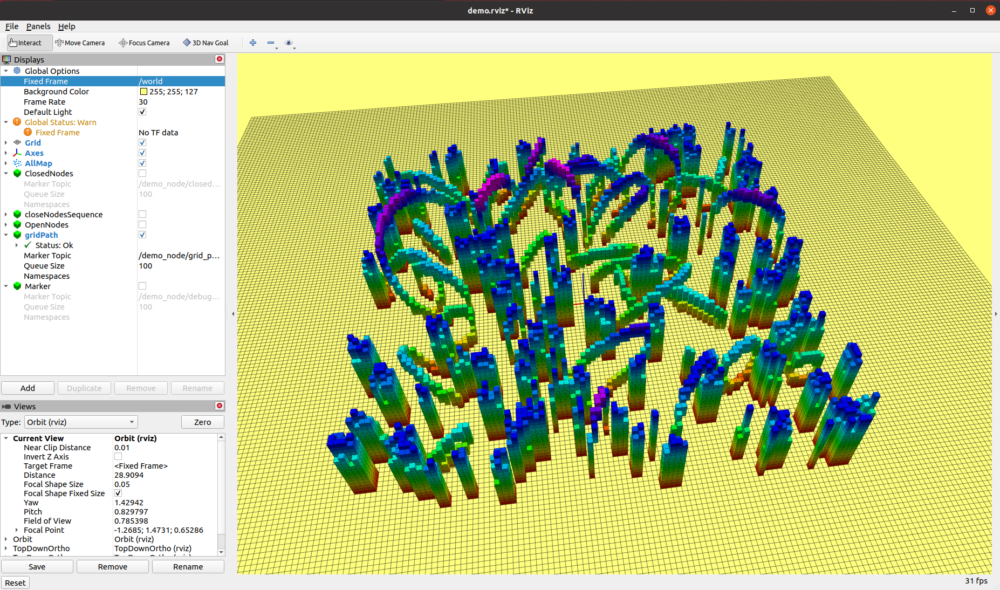 demo.rviz* - RViz
File Panels Help
Interact Move Camera Focus Camera 3D Nav Goal
Displays
Global Options
Fixed Frame /world
Background Color 255; 255; 127
Frame Rate 30
Default Light
Global Status: Warn
Fixed Frame No TF data
Grid
Axes
AllMap
ClosedNodes
Marker Topic /demo_node/closed...
Queue Size 100
Namespaces
closeNodesSequence
OpenNodes
gridPath
Status: Ok
Marker Topic /demo_node/grid_p...
Queue Size 100
Namespaces
Marker
Marker Topic /demo_node/debug...
Queue Size 100
Namespaces
Add Duplicate Remove Rename
Views
Type: Orbit (rviz) Zero
Current View Orbit (rviz)
Near Clip Distance 0.01
Invert Z Axis
Target Frame <Fixed Frame>
Distance 28.9094
Focal Shape Size 0.05
Focal Shape Fixed Size
Yaw 1.42942
Pitch 0.829797
Field of View 0.785398
Focal Point -1.2685; 1.4731; 0.65286
Orbit Orbit (rviz)
TopDownOrtho TopDownOrtho (rviz)
Save Remove Rename
Reset
31 fps